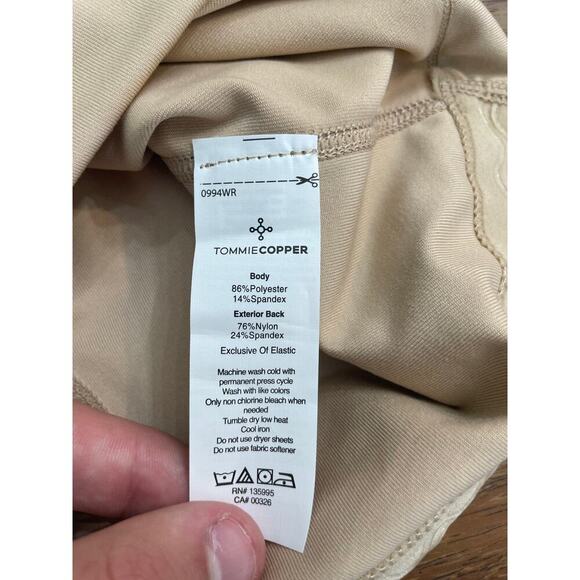 0994WR
TOMMIECOPPER
Body
86%Polyester
14%Spandex
Exterior Back
76%Nylon
24%Spandex
Exclusive Of Elastic
Machine wash cold with
permanent press cycle
Wash with like colors
Only non chlorine bleach when
needed
Tumble dry low heat
Cool iron
Do not use dryer sheets
Do not use fabric softener
RN# 135995
CA# 00326